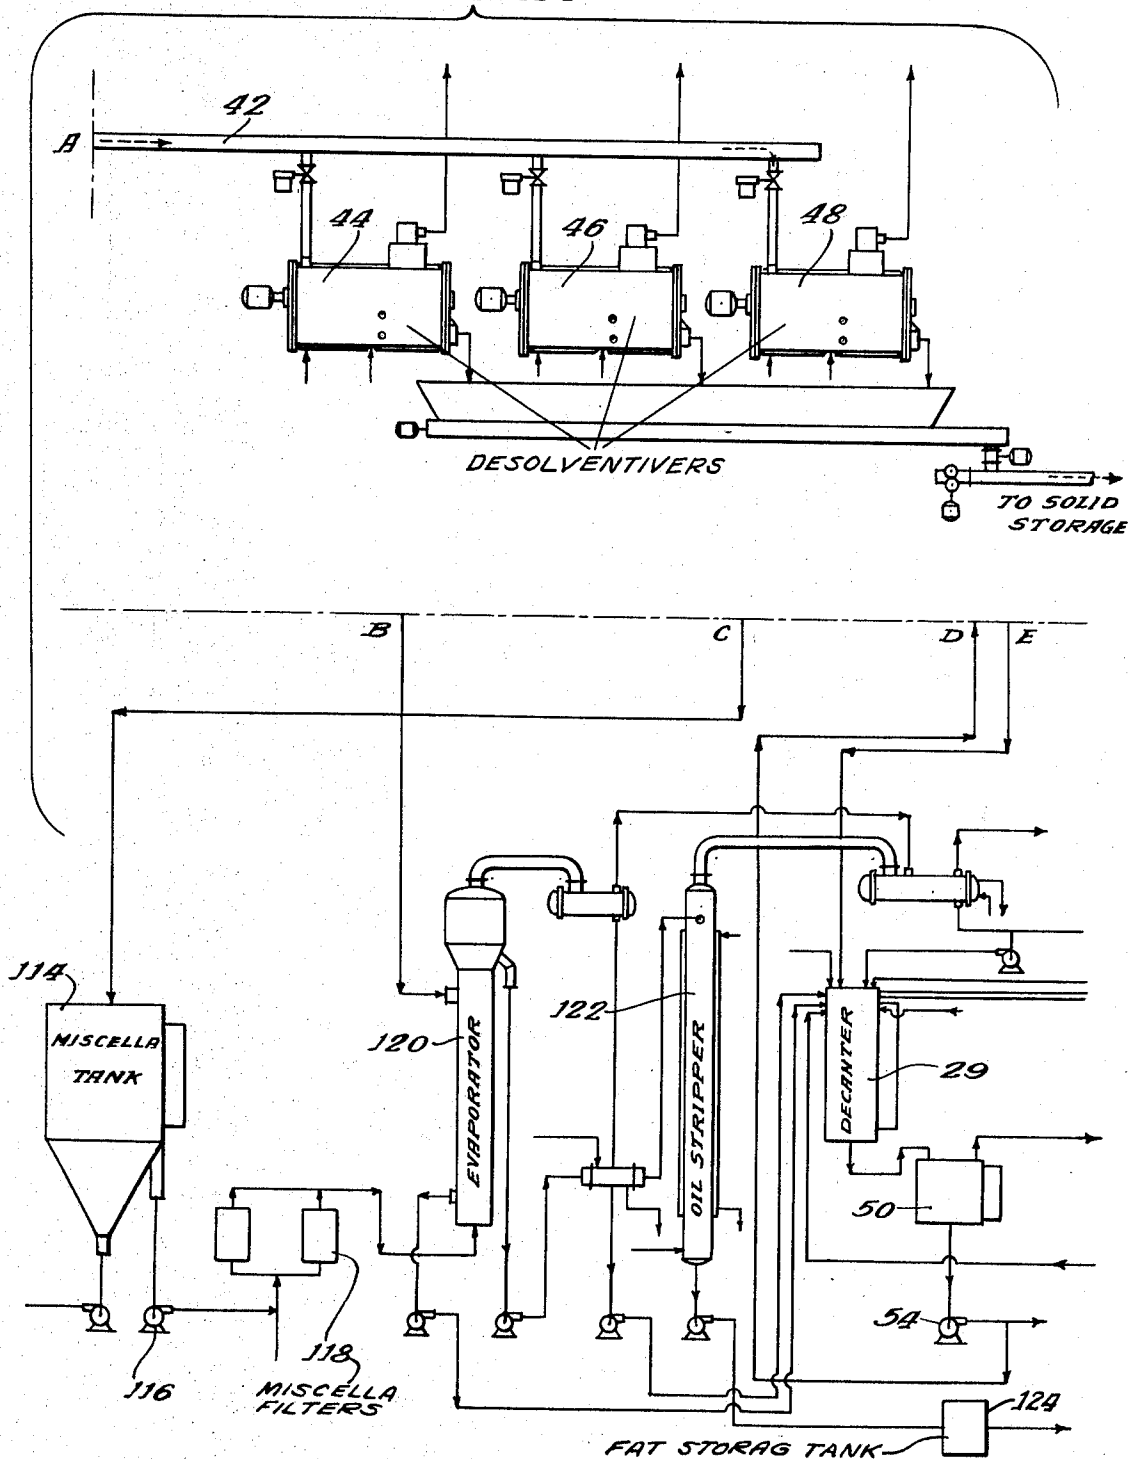 42
A
44
46
48
DESOLVENTIVERS
TO SOLID
STORAGE
B
C
D
E
114
MISCELLA
TANK
120
EVAPORATOR
122
OIL STRIPPER
DECANTER
29
50
54
116
118
MISCELLA
FILTERS
124
FAT STORAG TANK